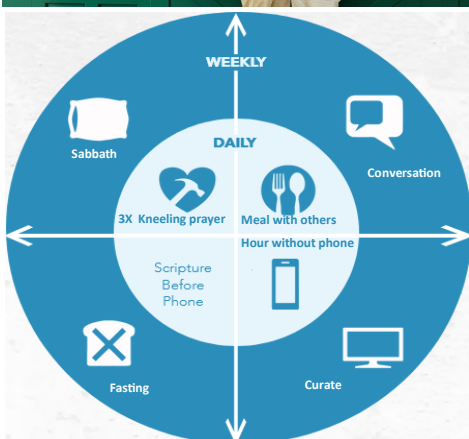 WEEKLY
Sabbath
Conversation
DAILY
3X Kneeling prayer
Meal with others
Hour without phone
Scripture
Before
Phone
Fasting
Curate